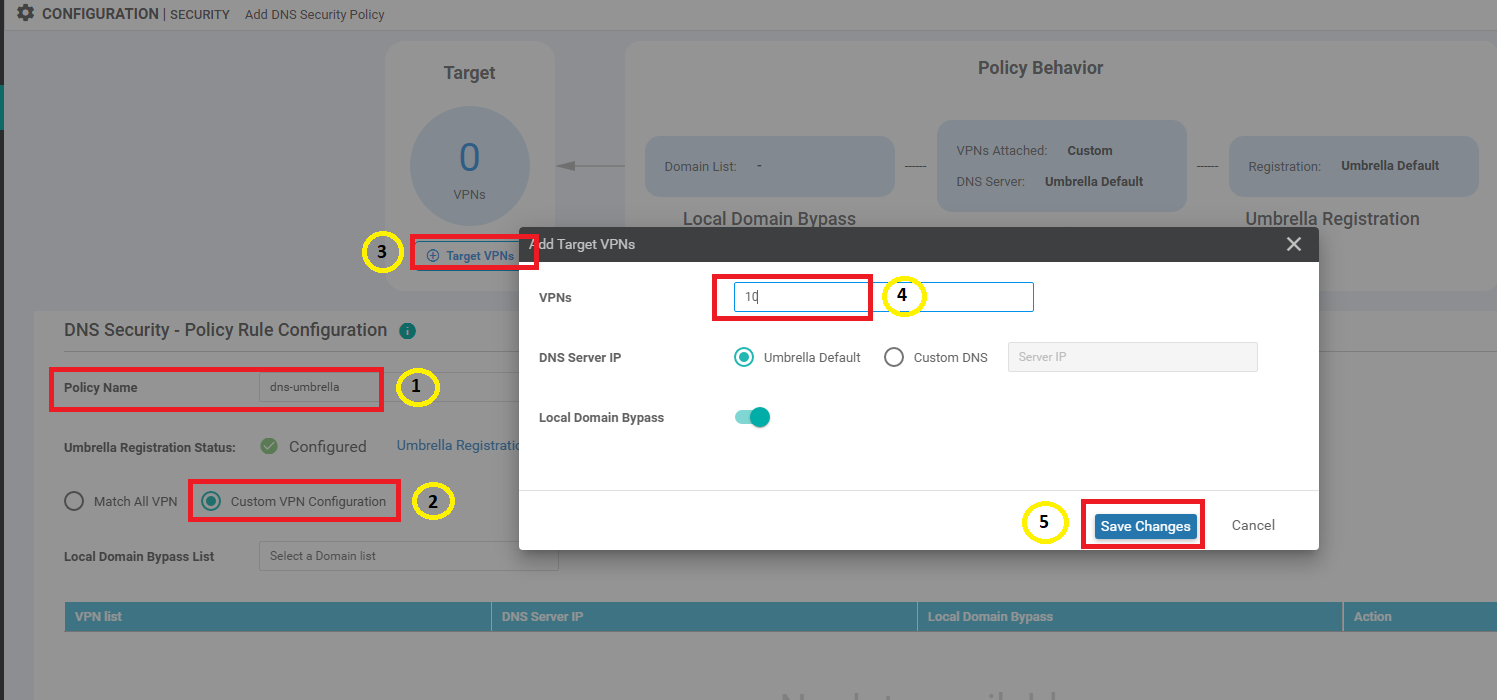 CONFIGURATION | SECURITY Add DNS Security Policy
Target
Policy Behavior
0
VPNs
Domain List: -
VPNs Attached: Custom
DNS Server: Umbrella Default
Registration: Umbrella Default
Local Domain Bypass
Umbrella Registration
3
Target VPNs
Add Target VPNs
VPNs
10
4
DNS Server IP
Umbrella Default
Custom DNS
Server IP
Local Domain Bypass
5
Save Changes
Cancel
DNS Security - Policy Rule Configuration
Policy Name
dns-umbrella
1
Umbrella Registration Status:
Configured
Match All VPN
Custom VPN Configuration
2
Local Domain Bypass List
Select a Domain list
VPN list
DNS Server IP
Local Domain Bypass
Action